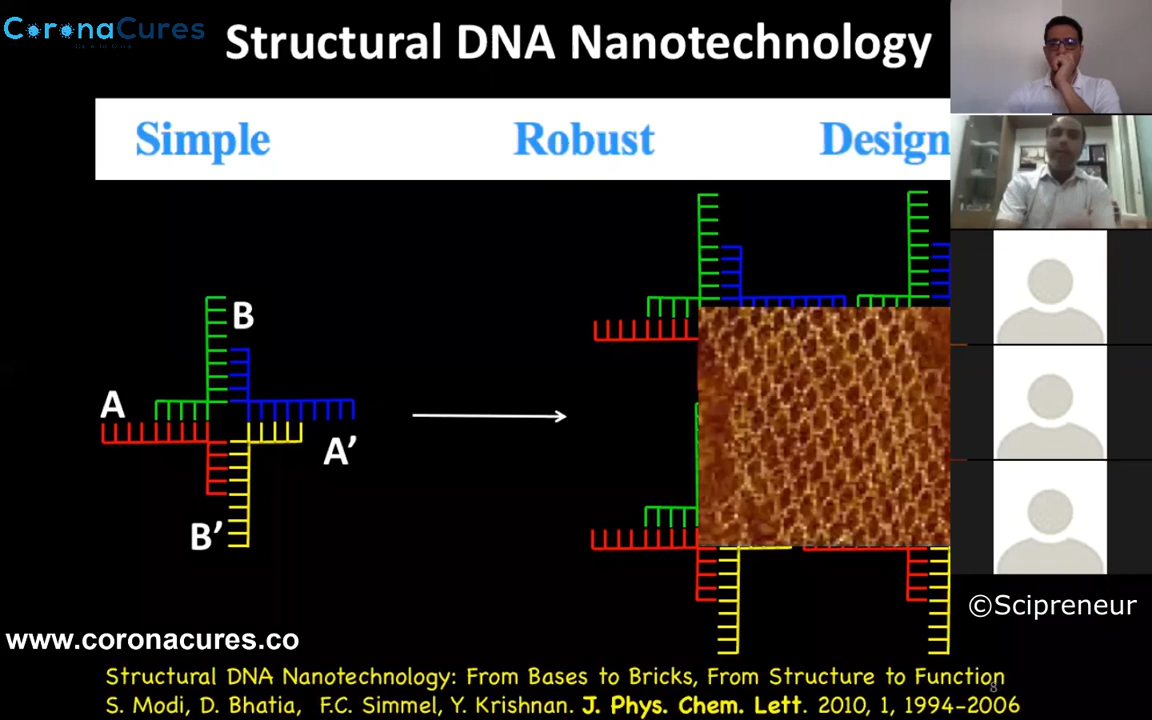 CoronaCures
Structural DNA Nanotechnology
Simple Robust Design
B
A
A’
B’
©Scipreneur
www.coronacures.co
Structural DNA Nanotechnology: From Bases to Bricks, From Structure to Function
8
S. Modi, D. Bhatia, F.C. Simmel, Y. Krishnan. J. Phys. Chem. Lett. 2010, 1, 1994-2006